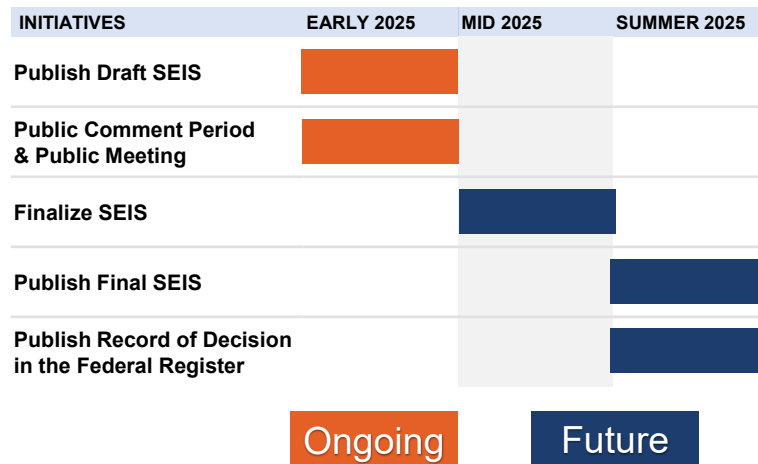 INITIATIVES EARLY 2025 MID 2025 SUMMER 2025
Publish Draft SEIS
Public Comment Period
& Public Meeting
Finalize SEIS
Publish Final SEIS
Publish Record of Decision
in the Federal Register
Ongoing Future